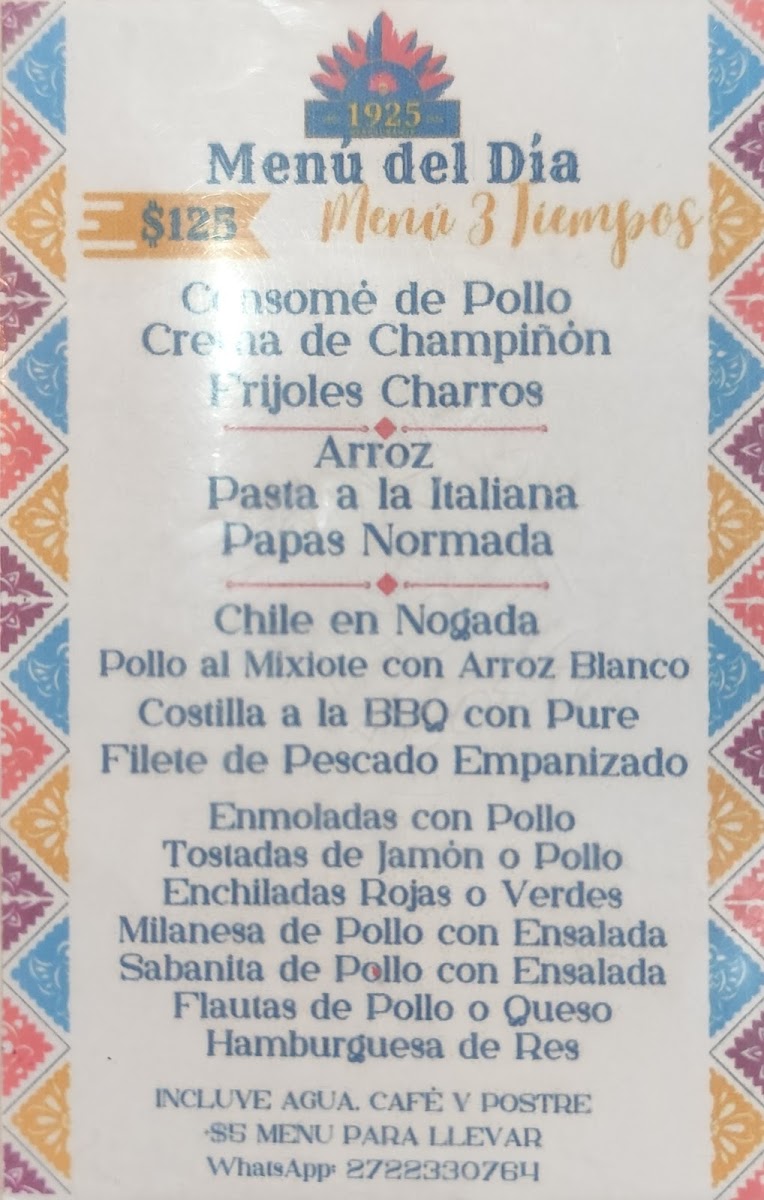 1925
Menú del Día
$125
Menú 3 Tiempos
Consomé de Pollo
Crema de Champiñón
Frijoles Charros
Arroz
Pasta a la Italiana
Papas Normada
Chile en Nogada
Pollo al Mixiote con Arroz Blanco
Costilla a la BBQ con Pure
Filete de Pescado Empanizado
Enmoladas con Pollo
Tostadas de Jamón o Pollo
Enchiladas Rojas o Verdes
Milanesa de Pollo con Ensalada
Sabanita de Pollo con Ensalada
Flautas de Pollo o Queso
Hamburguesa de Res
INCLUYE AGUA. CAFÉ Y POSTRE
+$5 MENU PARA LLEVAR
WhatsApp: 2722330764